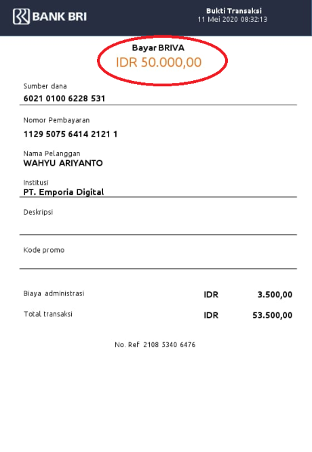 BANK BRI
Bukti Transaksi
11 Mei 2020 08:32:13
Bayar BRIVA
IDR 50.000,00
Sumber dana
6021 0100 6228 531
Nomor Pembayaran
1129 5075 6414 2121 1
Nama Pelanggan
WAHYU ARIYANTO
Institusi
PT. Emporia Digital
Deskripsi
Kode promo
Biaya administrasi IDR 3.500,00
Total transaksi IDR 53.500,00
No. Ref 2108 5340 6476